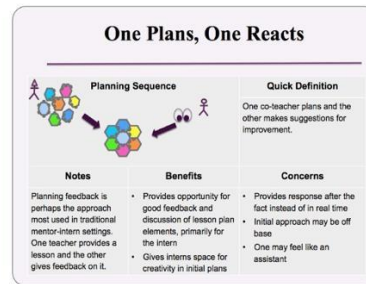 One Plans, One Reacts
Planning Sequence
Quick Definition
One co-teacher plans and the
other makes suggestions for
improvement.
Notes
Benefits
Concerns
Planning feedback is
perhaps the approach
most used in traditional
mentor-intern settings.
One teacher provides a
lesson and the other
gives feedback on it.
• Provides opportunity for
good feedback and
discussion of lesson plan
elements, primarily for
the intern
• Gives interns space for
creativity in initial plans
• Provides response after the
fact instead of in real time
• Initial approach may be off
base
• One may feel like an
assistant